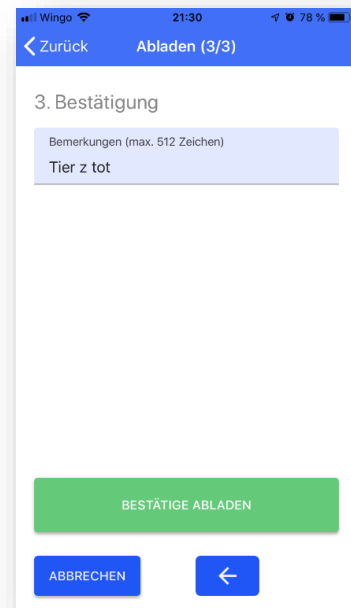 Wingo 21:30 78 %
Zurück Abladen (3/3)
3. Bestätigung
Bemerkungen (max. 512 Zeichen)
Tier z tot
BESTÄTIGE ABLADEN
ABBRECHEN